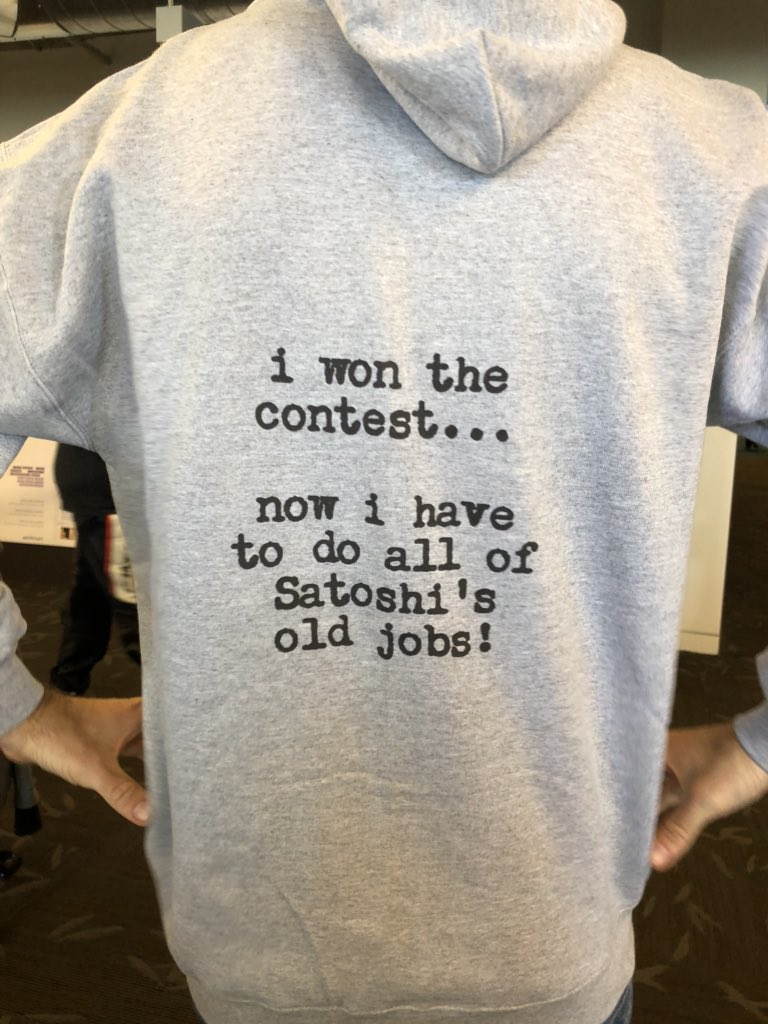 i won the
contest...
now i have
to do all of
Satoshi's
old jobs!